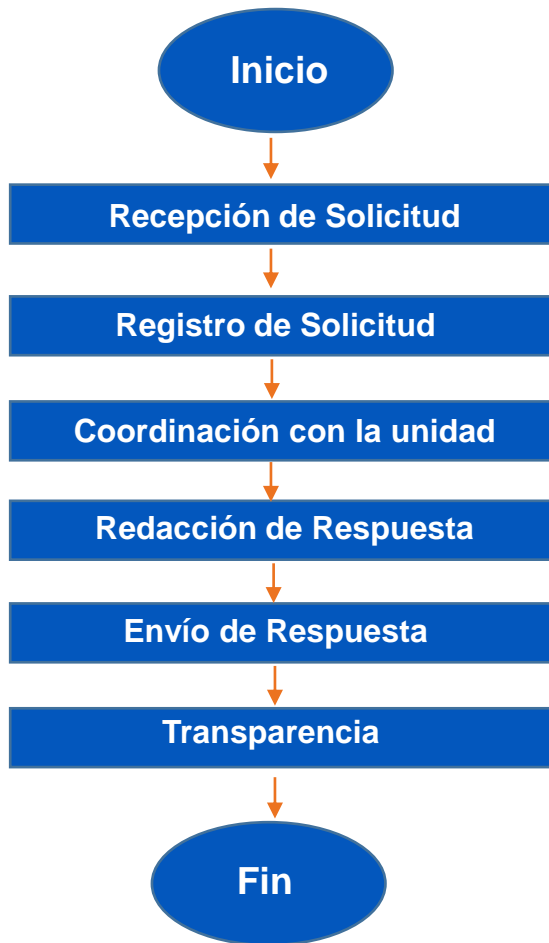 Inicio
Recepción de Solicitud
Registro de Solicitud
Coordinación con la unidad
Redacción de Respuesta
Envío de Respuesta
Transparencia
Fin